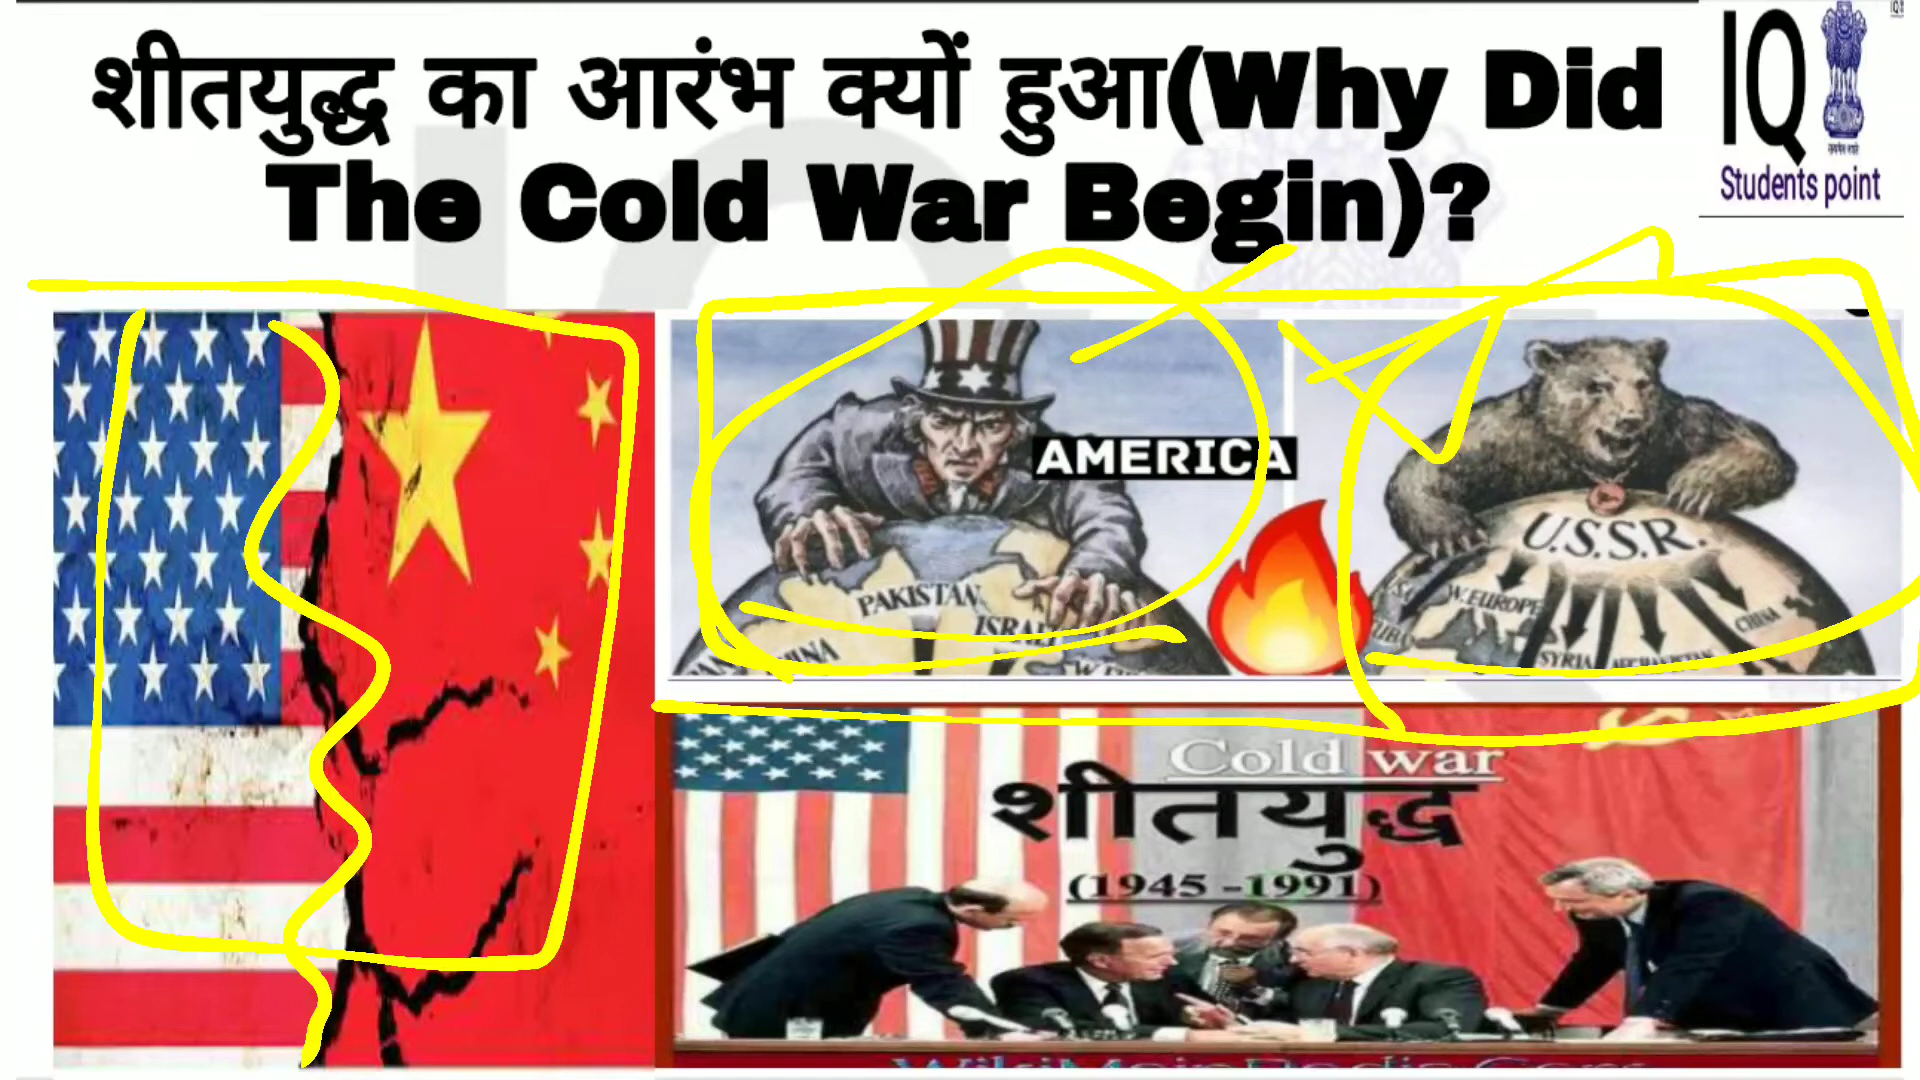 शीतयुद्ध का आरंभ क्यों हुआ(Why Did
The Cold War Begin)?
IQ
Students point
AMERICA
PAKISTAN
U.S.S.R.
W.EUROPE
SYRIA
CHINA
Cold war
शीतयुद्ध
(1945 -1991)